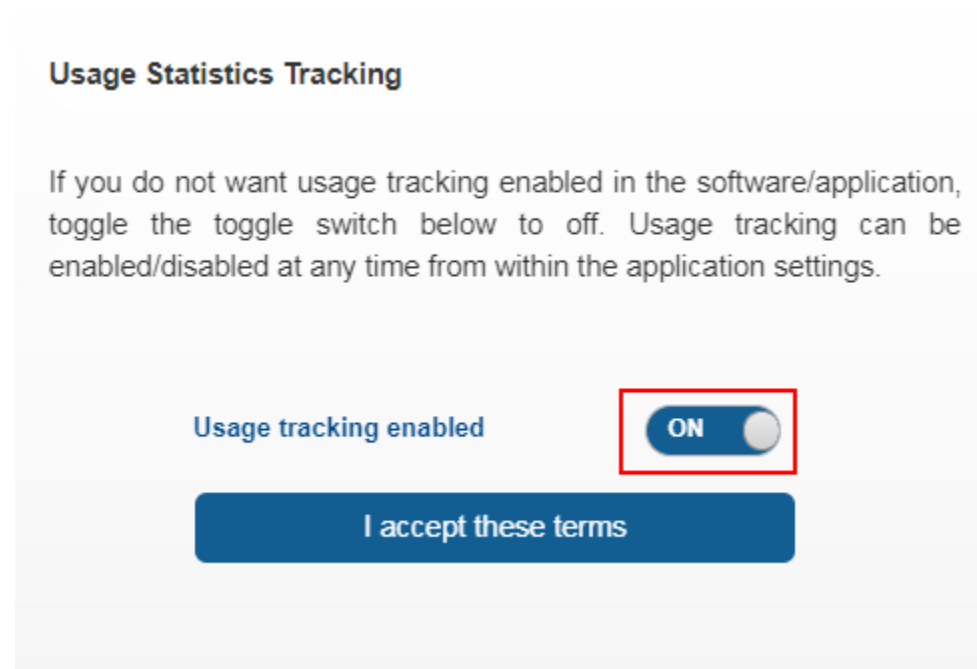 Usage Statistics Tracking
If you do not want usage tracking enabled in the software/application,
toggle the toggle switch below to off. Usage tracking can be
enabled/disabled at any time from within the application settings.
Usage tracking enabled ON
I accept these terms